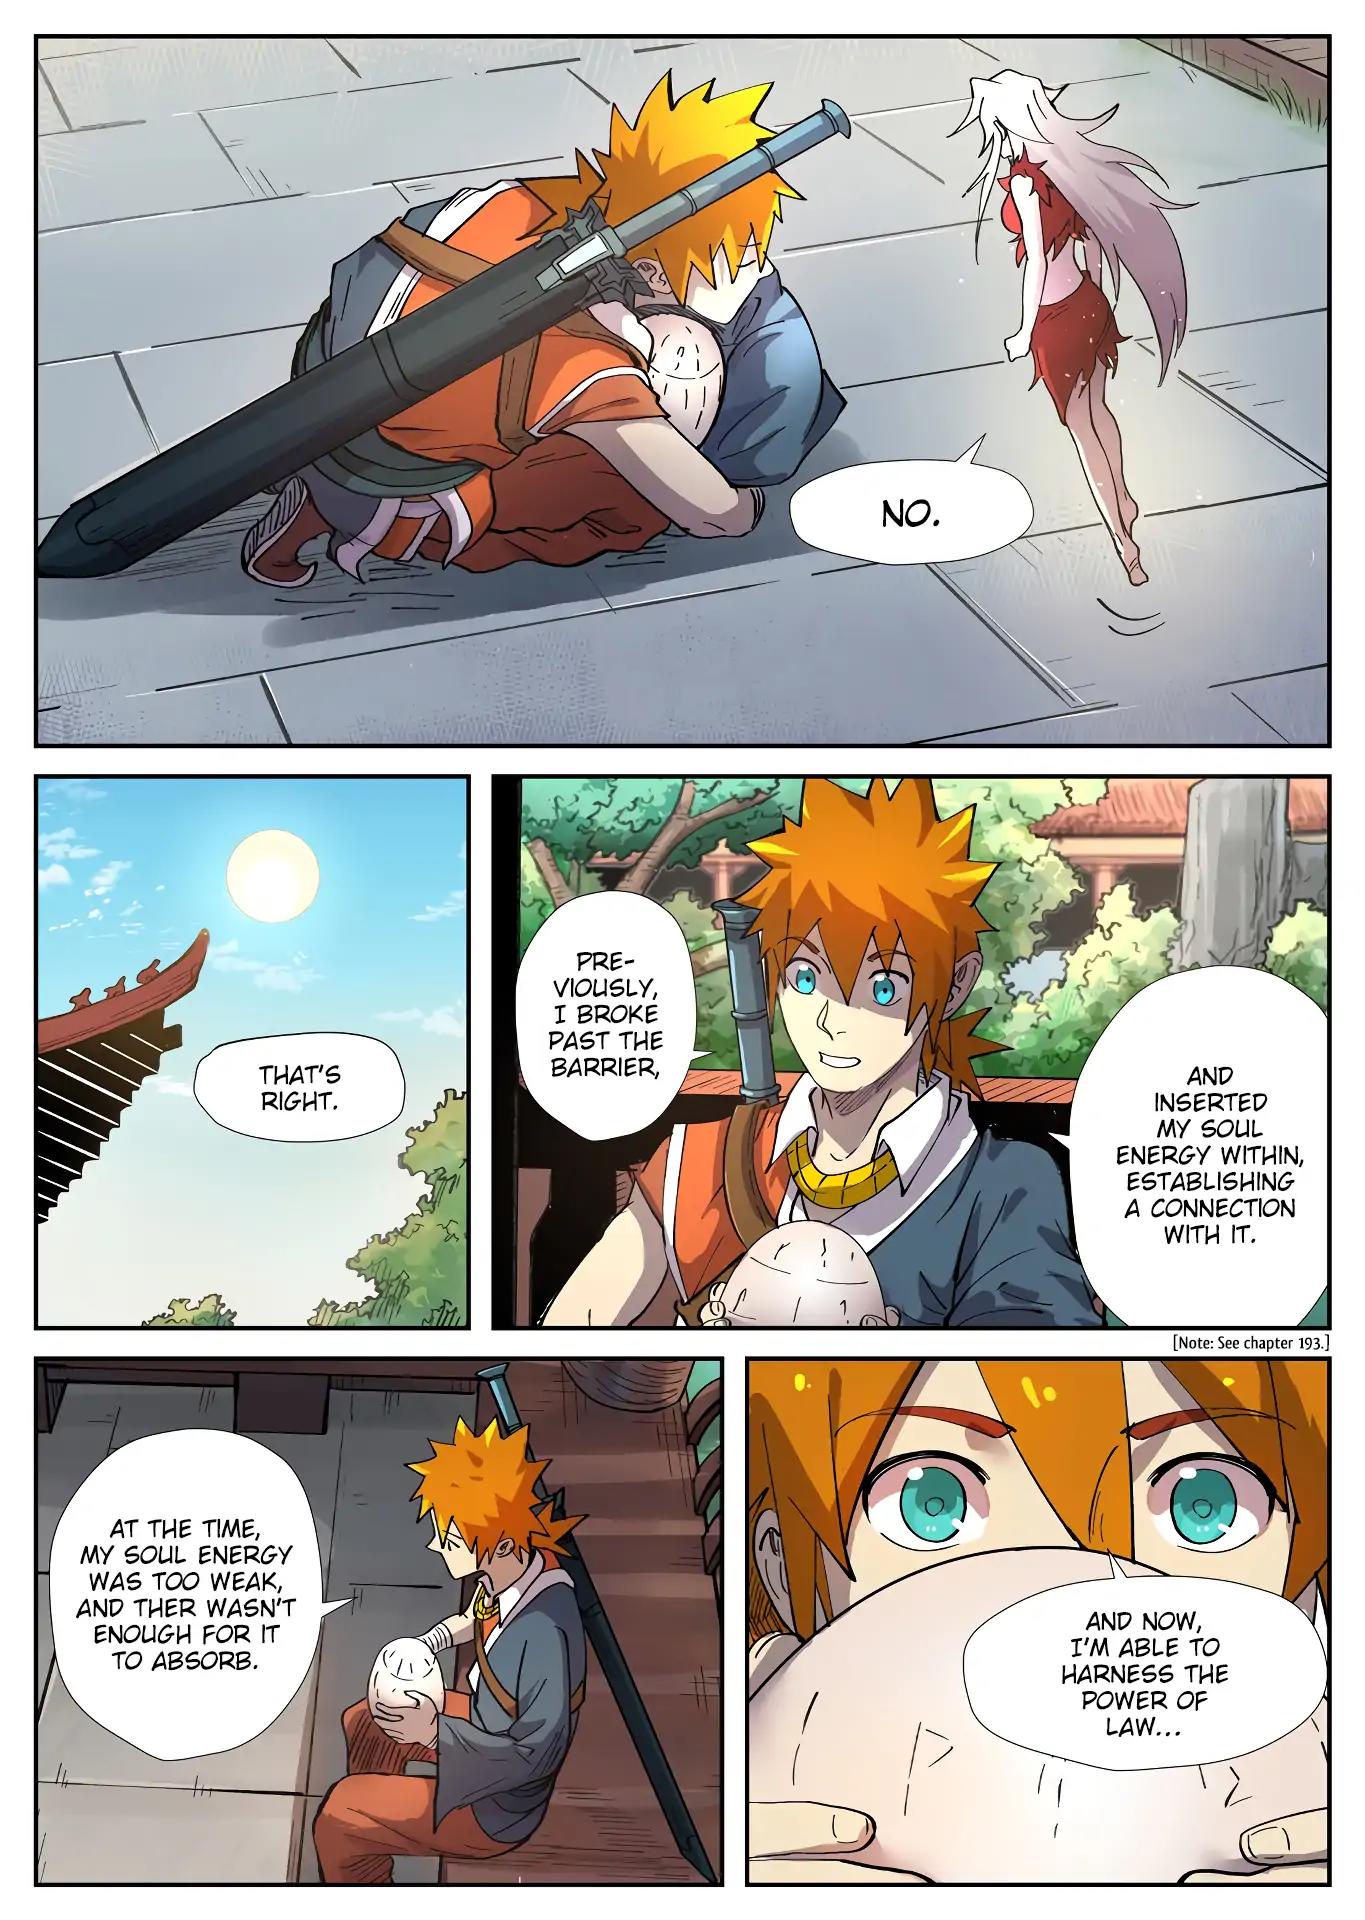 NO.
THAT'S
RIGHT.
PRE-
VIOUSLY,
I BROKE
PAST THE
BARRIER,
AND
INSERTED
MY SOUL
ENERGY WITHIN,
ESTABLISHING
A CONNECTION
WITH IT.
[Note: See chapter 193.]
AT THE TIME,
MY SOUL ENERGY
WAS TOO WEAK,
AND THER WASN'T
ENOUGH FOR IT
TO ABSORB.
AND NOW,
I'M ABLE TO
HARNESS THE
POWER OF
LAW...